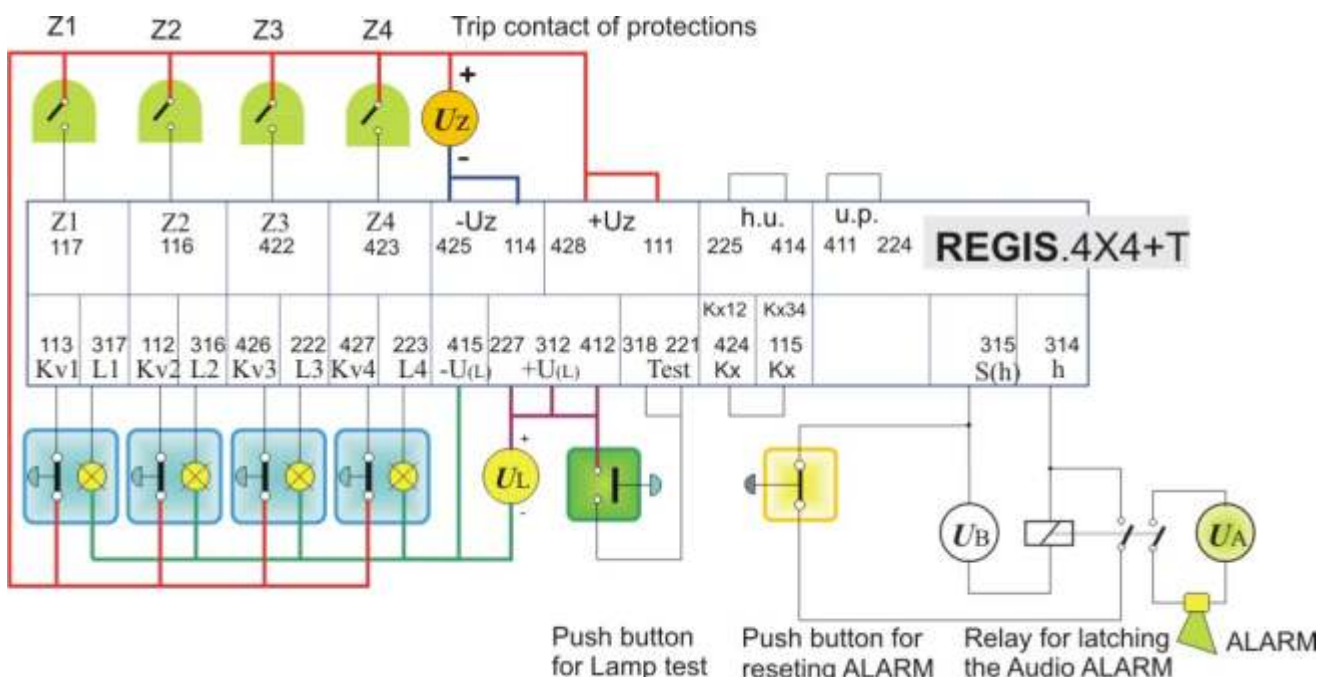 Z1 Z2 Z3 Z4 Trip contact of protections
+
UZ
-
Z1 Z2 Z3 Z4 -Uz +Uz h.u. u.p.
117 116 422 423 425 114 428 111 225 414 411 224 REGIS.4X4+T
Kx12 Kx34
113 317 112 316 426 222 427 223 415 227 312 412 318 221 424 115 315 314
Kv1 L1 Kv2 L2 Kv3 L3 Kv4 L4 -U(L) +U(L) Test Kx Kx S(h) h
+
UL UB UA
-
Push button Push button for Relay for latching ALARM
for Lamp test reseting ALARM the Audio ALARM